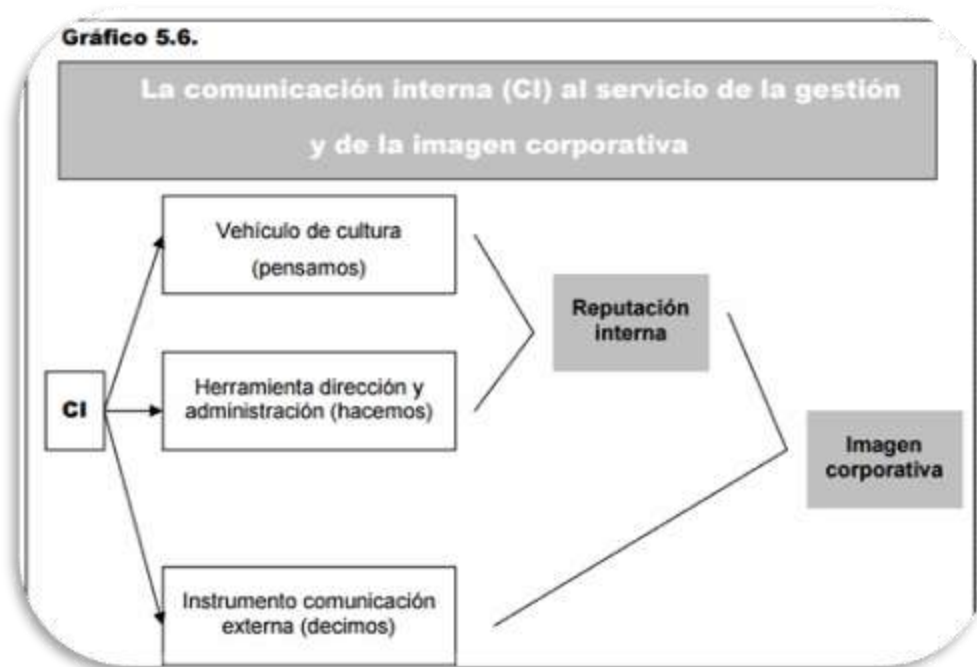 Gráfico 5.6.
La comunicación interna (CI) al servicio de la gestión
y de la imagen corporativa
Vehículo de cultura
(pensamos)
Reputación
interna
CI
Herramienta dirección y
administración (hacemos)
Imagen
corporativa
Instrumento comunicación
externa (decimos)